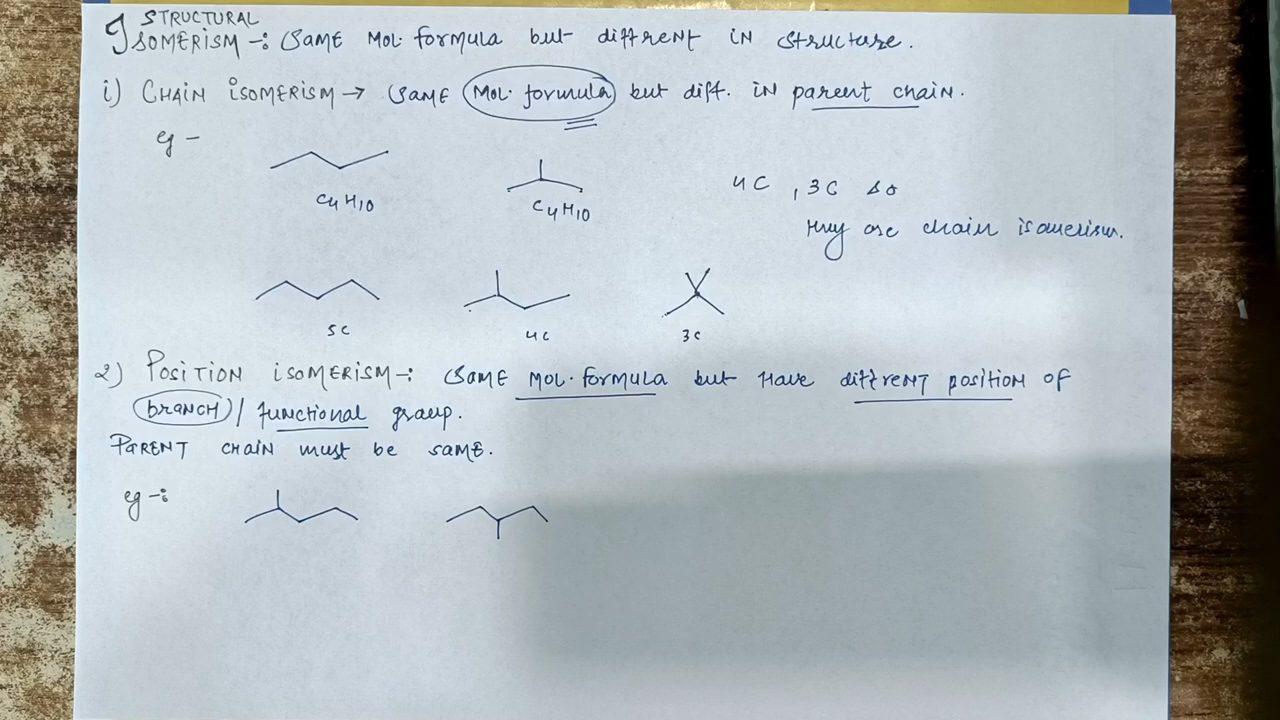 STRUCTURAL
ISOMERISM -: SAME MOL. formula but diffrENT IN structure.
i) CHAIN ISOMERISM → SAME MOL. formula but diff. IN parent chain.
eg -
C4H10 C4H10
4C , 3C so
they are chain isomerism.
5C 4C 3C
2) POSITION ISOMERISM -: SAME MOL. formula but Have diffrENT position OF
brANCH / functional group.
PARENT CHAIN must be SAME.
eg -: